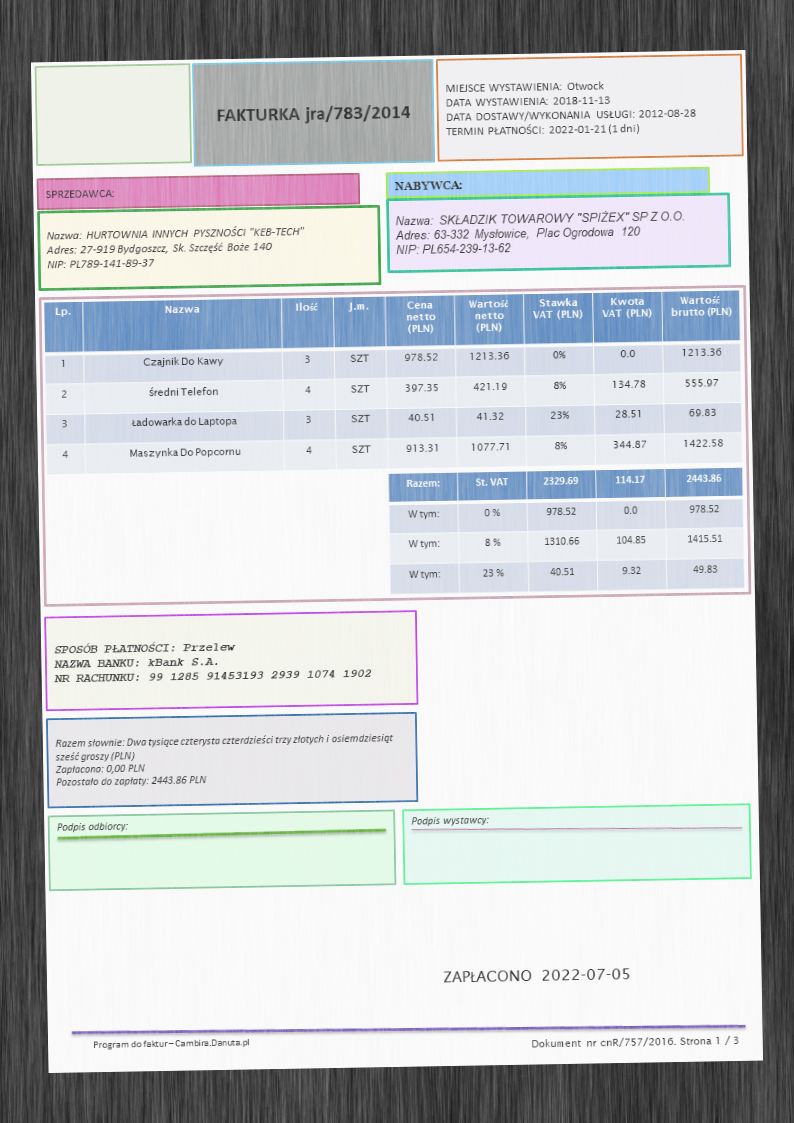 FAKTURKA jra/783/2014
MIEJSCE WYSTAWIENIA: Otwock
DATA WYSTAWIENIA: 2018-11-13
DATA DOSTAWY/WYKONANIA USŁUGI: 2012-08-28
TERMIN PŁATNOŚCI: 2022-01-21 (1 dni)
SPRZEDAWCA:
Nazwa: HURTOWNIA INNYCH PYSZNOŚCI "KEB-TECH"
Adres: 27-919 Bydgoszcz, Sk. Szczęść Boże 140
NIP: PL789-141-89-37
NABYWCA:
Nazwa: SKŁADZIK TOWAROWY "SPIŻEX" SP Z O.O.
Adres: 63-332 Mysłowice, Plac Ogrodowa 120
NIP: PL654-239-13-62
Lp. Nazwa Ilość J.m. Cena netto (PLN) Wartość netto (PLN) Stawka VAT (PLN) Kwota VAT (PLN) Wartość brutto (PLN)
1 Czajnik Do Kawy 3 SZT 978.52 1213.36 0% 0.0 1213.36
2 średni Telefon 4 SZT 397.35 421.19 8% 134.78 555.97
3 Ładowarka do Laptopa 3 SZT 40.51 41.32 23% 28.51 69.83
4 Maszynka Do Popcornu 4 SZT 913.31 1077.71 8% 344.87 1422.58
Razem: St. VAT 2329.69 114.17 2443.86
W tym: 0 % 978.52 0.0 978.52
W tym: 8 % 1310.66 104.85 1415.51
W tym: 23 % 40.51 9.32 49.83
SPOSÓB PŁATNOŚCI: Przelew
NAZWA BANKU: kBank S.A.
NR RACHUNKU: 99 1285 91453193 2939 1074 1902
Razem słownie: Dwa tysiące czterysta czterdzieści trzy złotych i osiemdziesiąt
sześć groszy (PLN)
Zapłacono: 0,00 PLN
Pozostało do zapłaty: 2443.86 PLN
Podpis odbiorcy:
Podpis wystawcy:
ZAPŁACONO 2022-07-05
Program do faktur – Cambira.Danuta.pl
Dokument nr cnR/757/2016. Strona 1 / 3